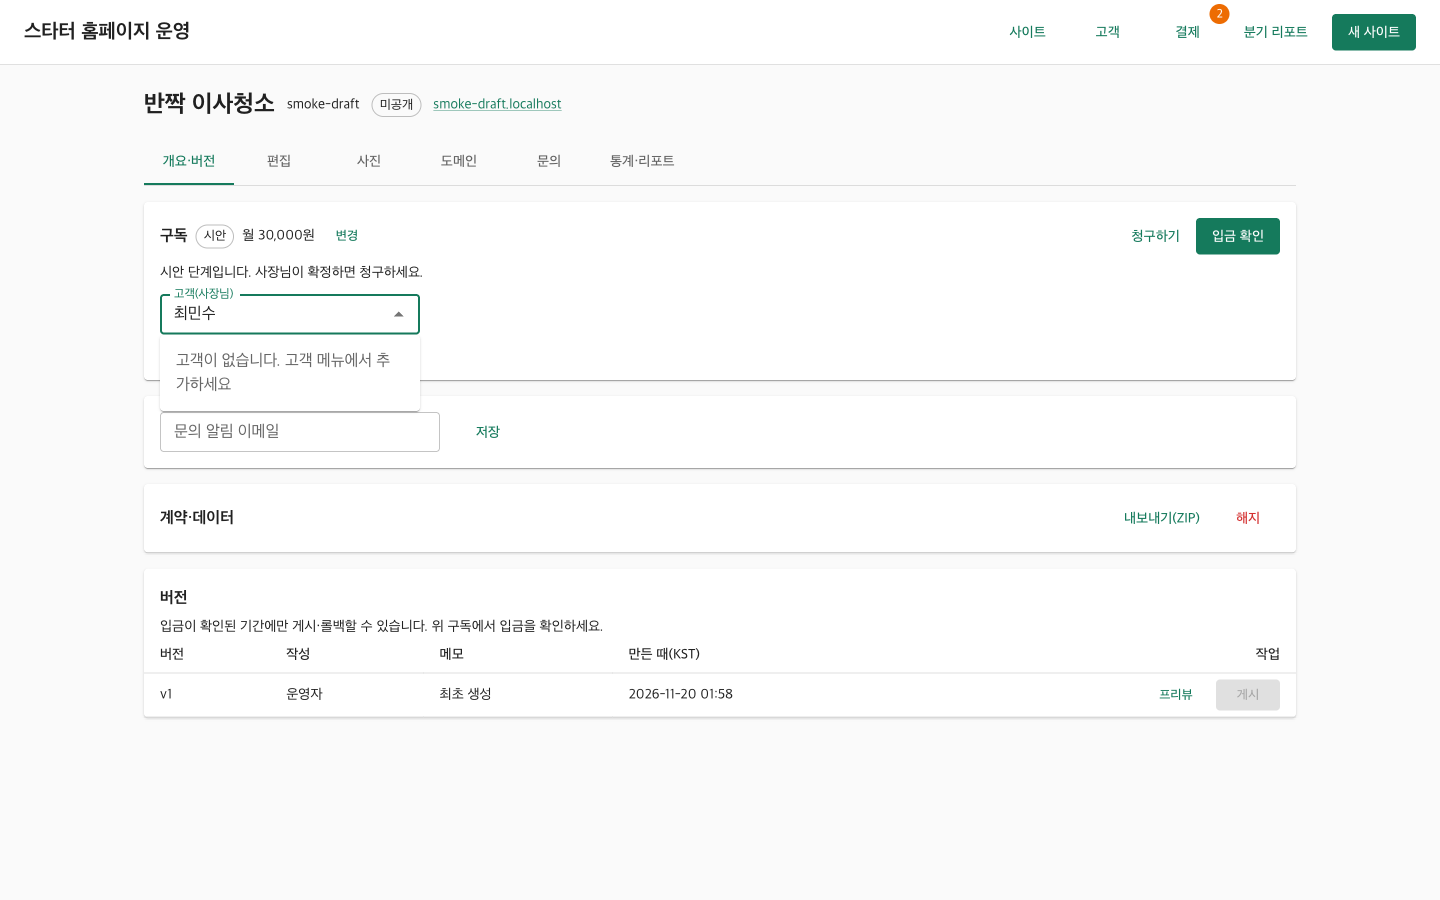 스타터 홈페이지 운영
사이트
고객
결제
2
분기 리포트
새 사이트
반짝 이사청소
smoke-draft
미공개
smoke-draft.localhost
개요·버전
편집
사진
도메인
문의
통계·리포트
구독
시안
월 30,000원
변경
청구하기
입금 확인
시안 단계입니다. 사장님이 확정하면 청구하세요.
고객(사장님)
최민수
고객이 없습니다. 고객 메뉴에서 추
가하세요
문의 알림 이메일
저장
계약·데이터
내보내기(ZIP)
해지
버전
입금이 확인된 기간에만 게시·롤백할 수 있습니다. 위 구독에서 입금을 확인하세요.
버전
작성
메모
만든 때(KST)
작업
v1
운영자
최초 생성
2026-11-20 01:58
프리뷰
게시